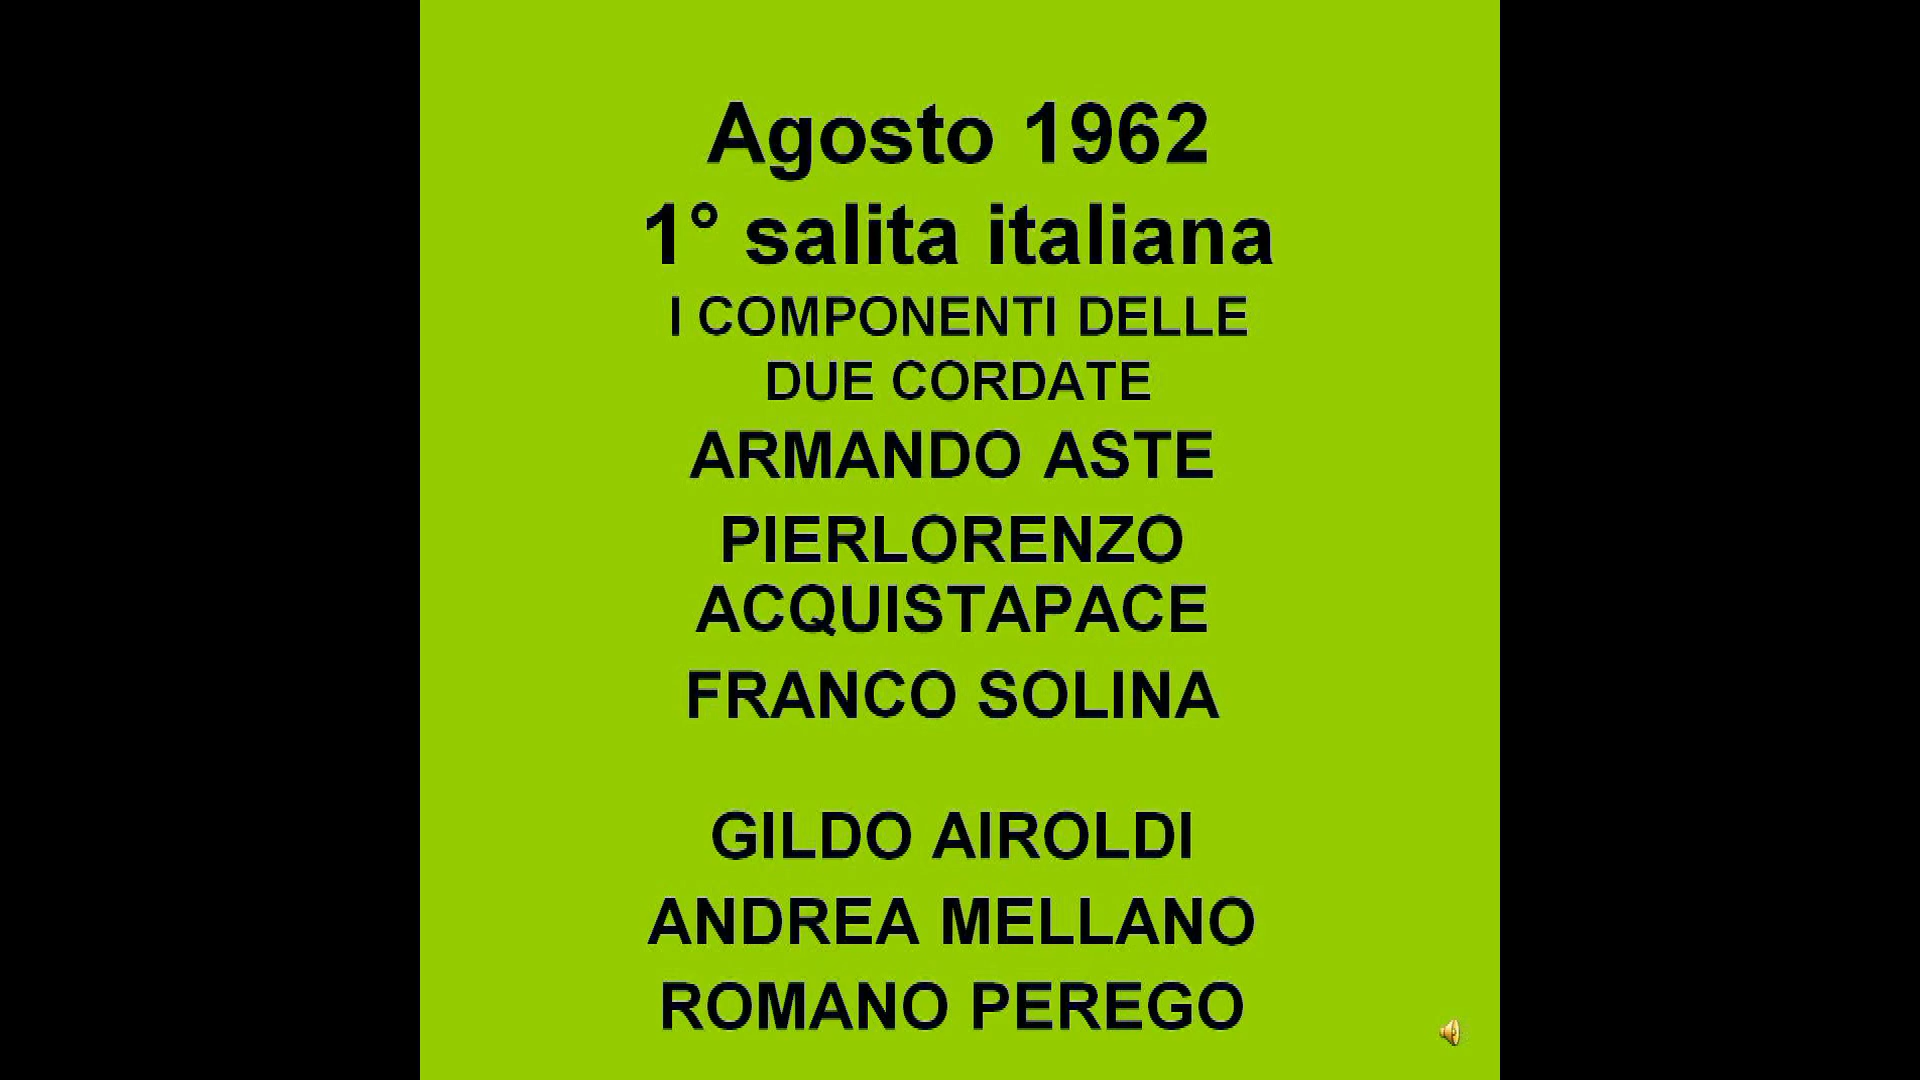 Agosto 1962
1° salita italiana
I COMPONENTI DELLE
DUE CORDATE
ARMANDO ASTE
PIERLORENZO
ACQUISTAPACE
FRANCO SOLINA
GILDO AIROLDI
ANDREA MELLANO
ROMANO PEREGO